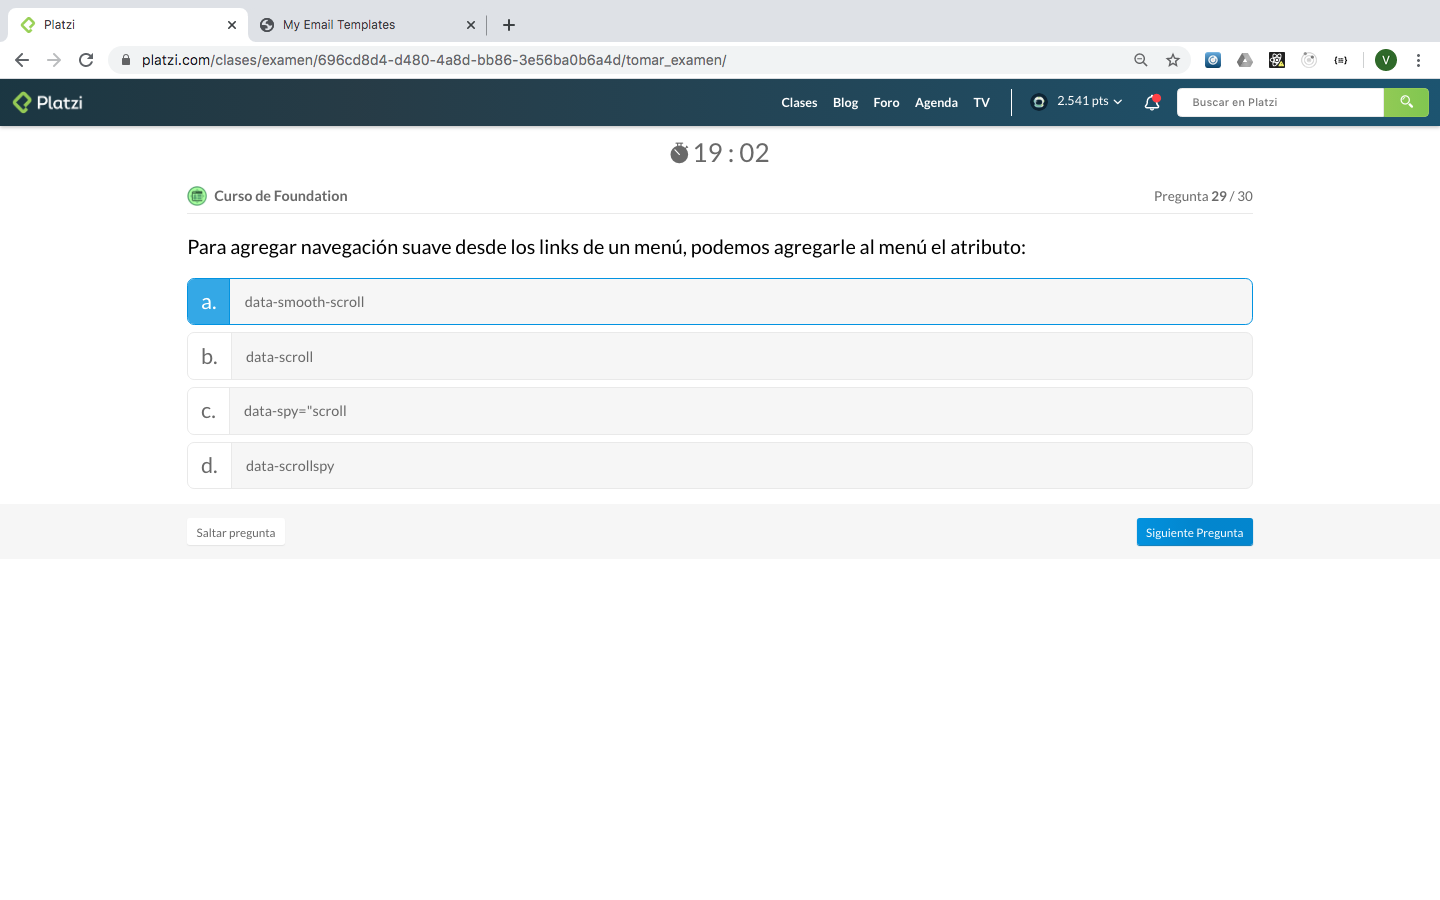 Platzi
My Email Templates
platzi.com/clases/examen/696cd8d4-d480-4a8d-bb86-3e56ba0b6a4d/tomar_examen/
V
Platzi
Clases
Blog
Foro
Agenda
TV
2.541 pts
Buscar en Platzi
19 : 02
Curso de Foundation
Pregunta 29 / 30
Para agregar navegación suave desde los links de un menú, podemos agregarle al menú el atributo:
a. data-smooth-scroll
b. data-scroll
c. data-spy="scroll
d. data-scrollspy
Saltar pregunta
Siguiente Pregunta